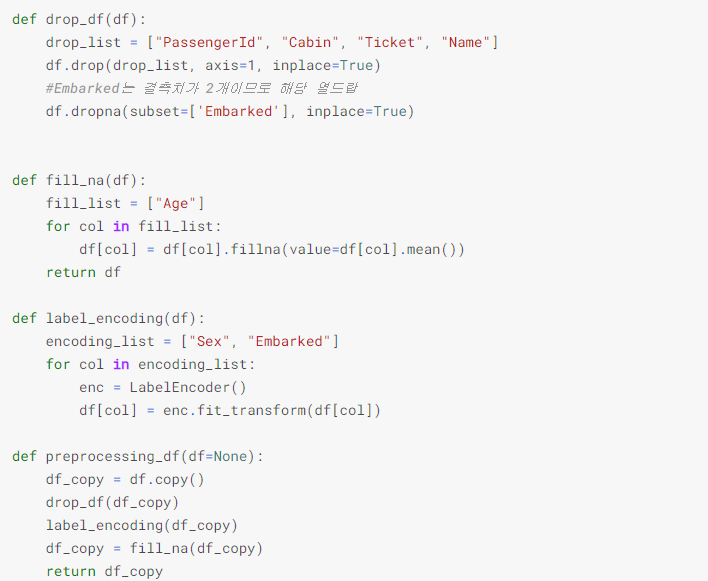 def drop_df(df):
    drop_list = ["PassengerId", "Cabin", "Ticket", "Name"]
    df.drop(drop_list, axis=1, inplace=True)
    #Embarked는 결측치가 2개이므로 해당 열드랍
    df.dropna(subset=['Embarked'], inplace=True)
def fill_na(df):
    fill_list = ["Age"]
    for col in fill_list:
        df[col] = df[col].fillna(value=df[col].mean())
    return df
def label_encoding(df):
    encoding_list = ["Sex", "Embarked"]
    for col in encoding_list:
        enc = LabelEncoder()
        df[col] = enc.fit_transform(df[col])
def preprocessing_df(df=None):
    df_copy = df.copy()
    drop_df(df_copy)
    label_encoding(df_copy)
    df_copy = fill_na(df_copy)
    return df_copy